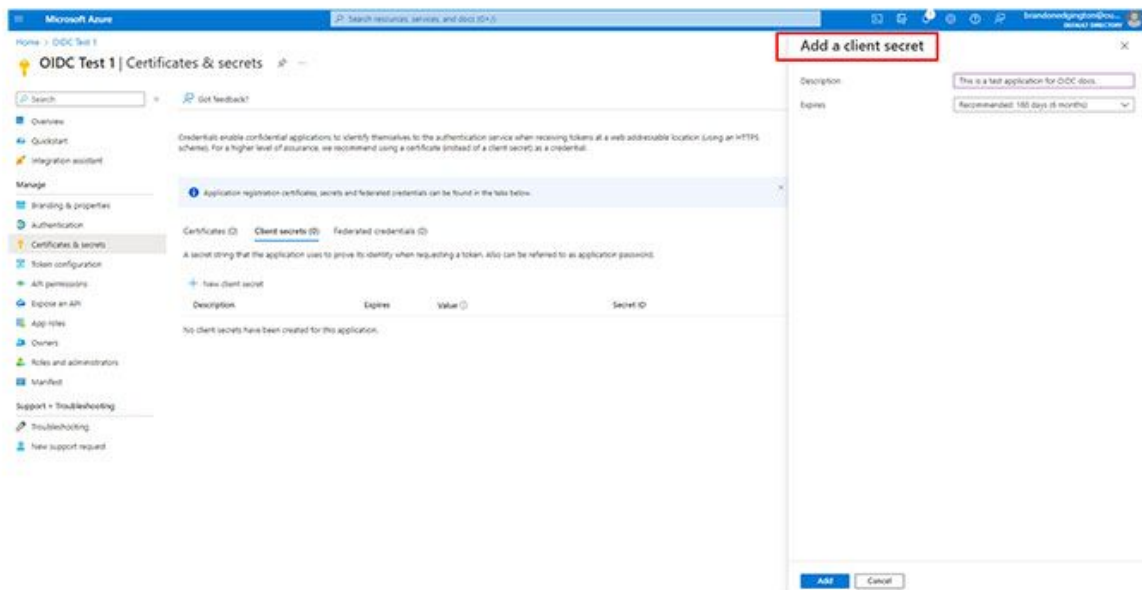 Microsoft Azure
Search resources, services, and docs (G+/)
brandonedgington@ou...
DEFAULT DIRECTORY
Home > OIDC Test 1
OIDC Test 1 | Certificates & secrets
Search
Got feedback?
Overview
Quickstart
Integration assistant
Manage
Branding & properties
Authentication
Certificates & secrets
Token configuration
API permissions
Expose an API
App roles
Owners
Roles and administrators
Manifest
Support + Troubleshooting
Troubleshooting
New support request
Credentials enable confidential applications to identify themselves to the authentication service when receiving tokens at a web addressable location (using an HTTPS
scheme). For a higher level of assurance, we recommend using a certificate (instead of a client secret) as a credential.
Application registration certificates, secrets and federated credentials can be found in the tabs below.
Certificates (0) Client secrets (0) Federated credentials (0)
A secret string that the application uses to prove its identity when requesting a token. Also can be referred to as application password.
New client secret
Description Expires Value Secret ID
No client secrets have been created for this application.
Add a client secret
Description This is a test application for OIDC docs.
Expires Recommended: 180 days (6 months)
Add Cancel